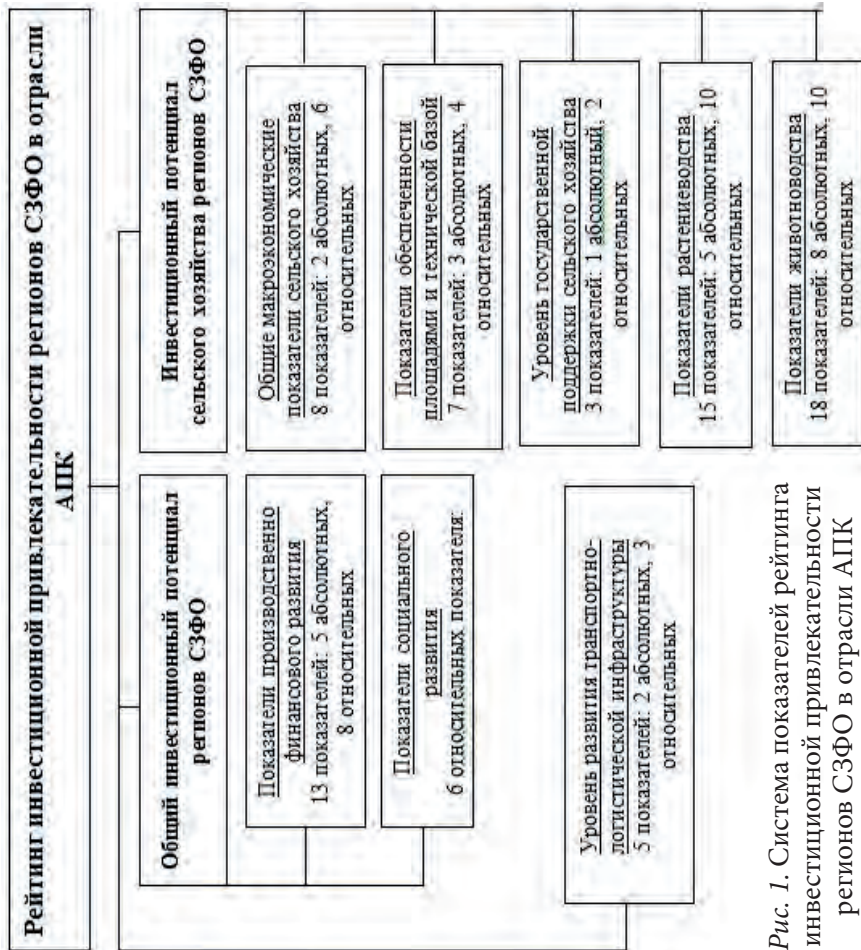 Рейтинг инвестиционной привлекательности регионов СЗФО в отрасли
АПК
Общий инвестиционный потенциал
регионов СЗФО
Показатели производственно
финансового развития
13 показателей: 5 абсолютных,
8 относительных
Показатели социального
развития
6 относительных показателя
Уровень развития транспортно-
логистической инфраструктуры
5 показателей: 2 абсолютных, 3
относительных
Инвестиционный потенциал
сельского хозяйства регионов СЗФО
Общие макроэкономические
показатели сельского хозяйства
8 показателей: 2 абсолютных, 6
относительных
Показатели обеспеченности
площадями и технической базой
7 показателей: 3 абсолютных, 4
относительных
Уровень государственной
поддержки сельского хозяйства
3 показателей: 1 абсолютный, 2
относительных
Показатели растениеводства
15 показателей: 5 абсолютных, 10
относительных
Показатели животноводства
18 показателей: 8 абсолютных, 10
относительных
Рис. 1. Система показателей рейтинга
инвестиционной привлекательности
регионов СЗФО в отрасли АПК